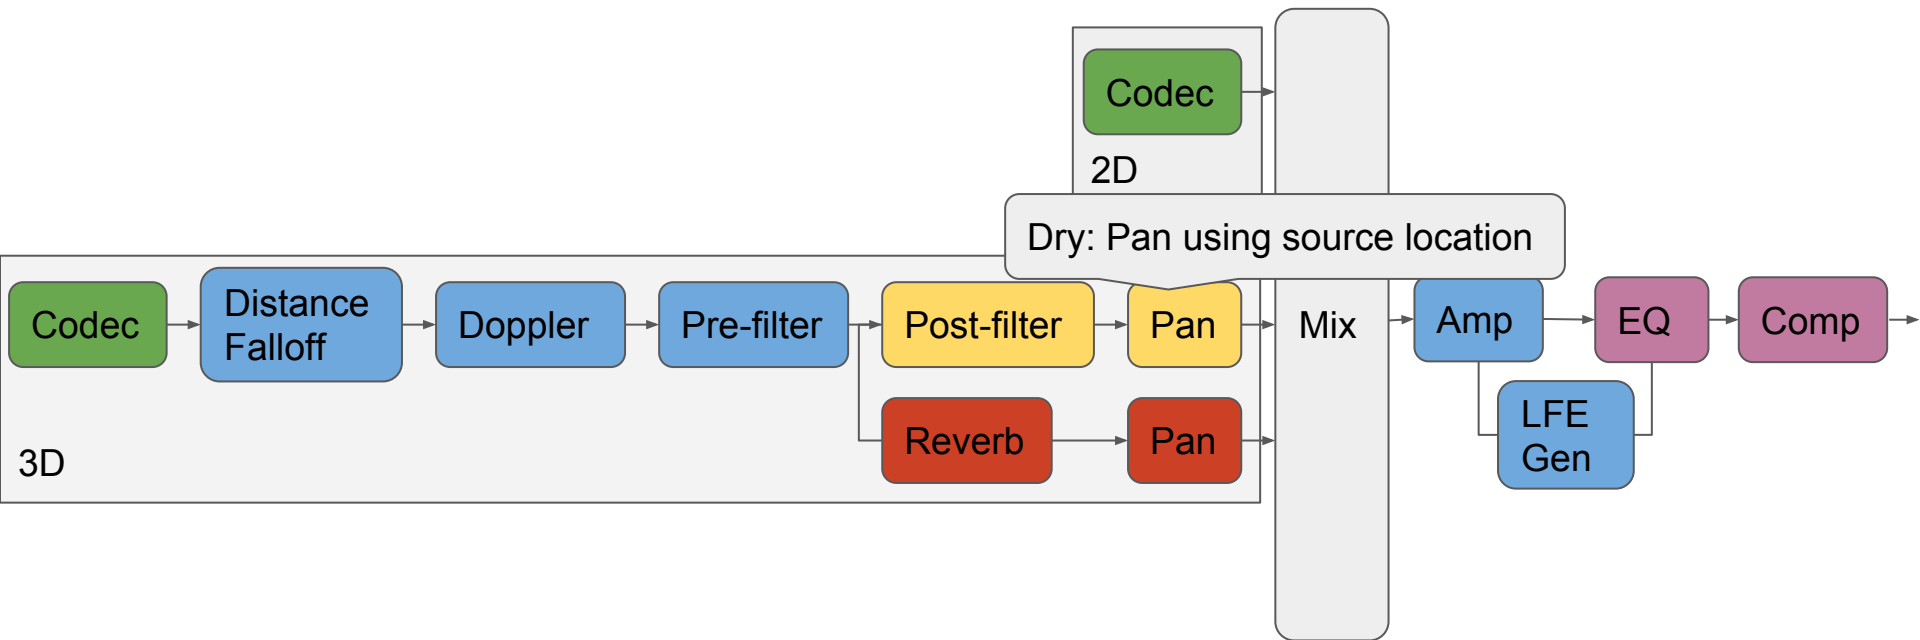 Codec
2D
Dry: Pan using source location
Codec
Distance
Falloff
Doppler
Pre-filter
Post-filter
Pan
Mix
Amp
EQ
Comp
Reverb
Pan
LFE
Gen
3D